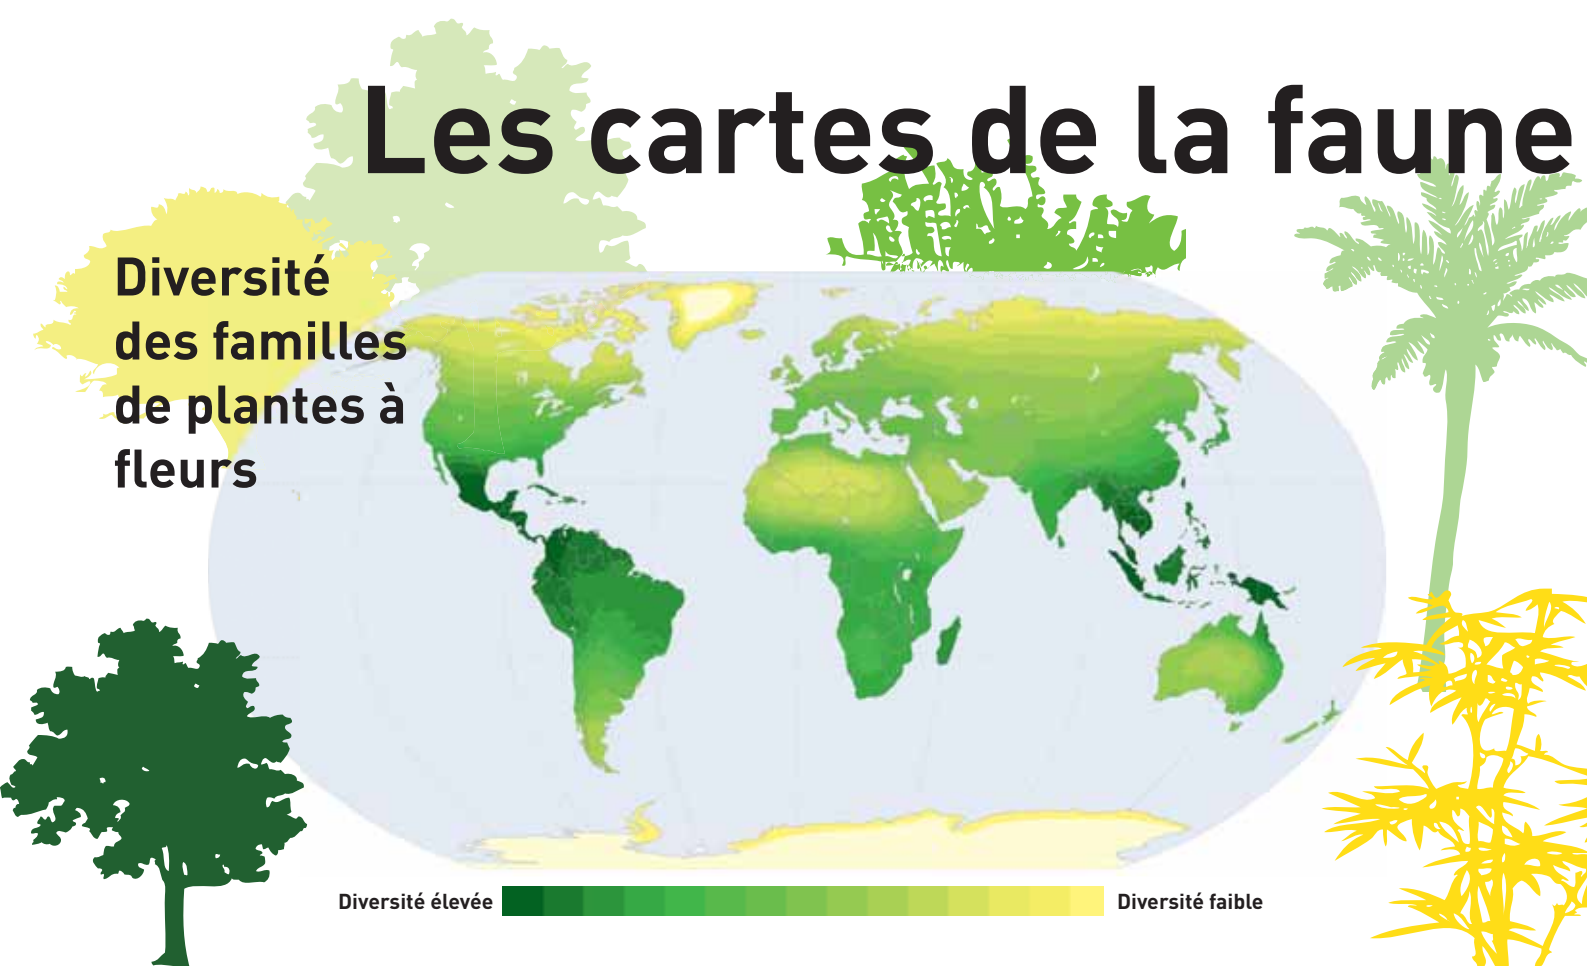 Les cartes de la faune
Diversité
des familles
de plantes à
fleurs
Diversité élevée
Diversité faible